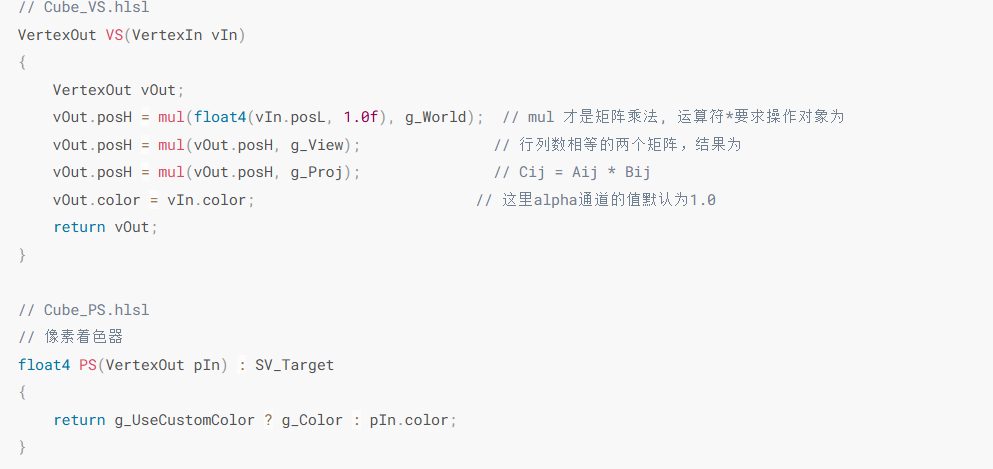 // Cube_VS.hlsl
VertexOut VS(VertexIn vIn)
{
    VertexOut vOut;
    vOut.posH = mul(float4(vIn.posL, 1.0f), g_World);  // mul 才是矩阵乘法, 运算符*要求操作对象为
    vOut.posH = mul(vOut.posH, g_View);               // 行列数相等的两个矩阵，结果为
    vOut.posH = mul(vOut.posH, g_Proj);               // Cij = Aij * Bij
    vOut.color = vIn.color;                         // 这里alpha通道的值默认为1.0
    return vOut;
}
// Cube_PS.hlsl
// 像素着色器
float4 PS(VertexOut pIn) : SV_Target
{
    return g_UseCustomColor ? g_Color : pIn.color;
}